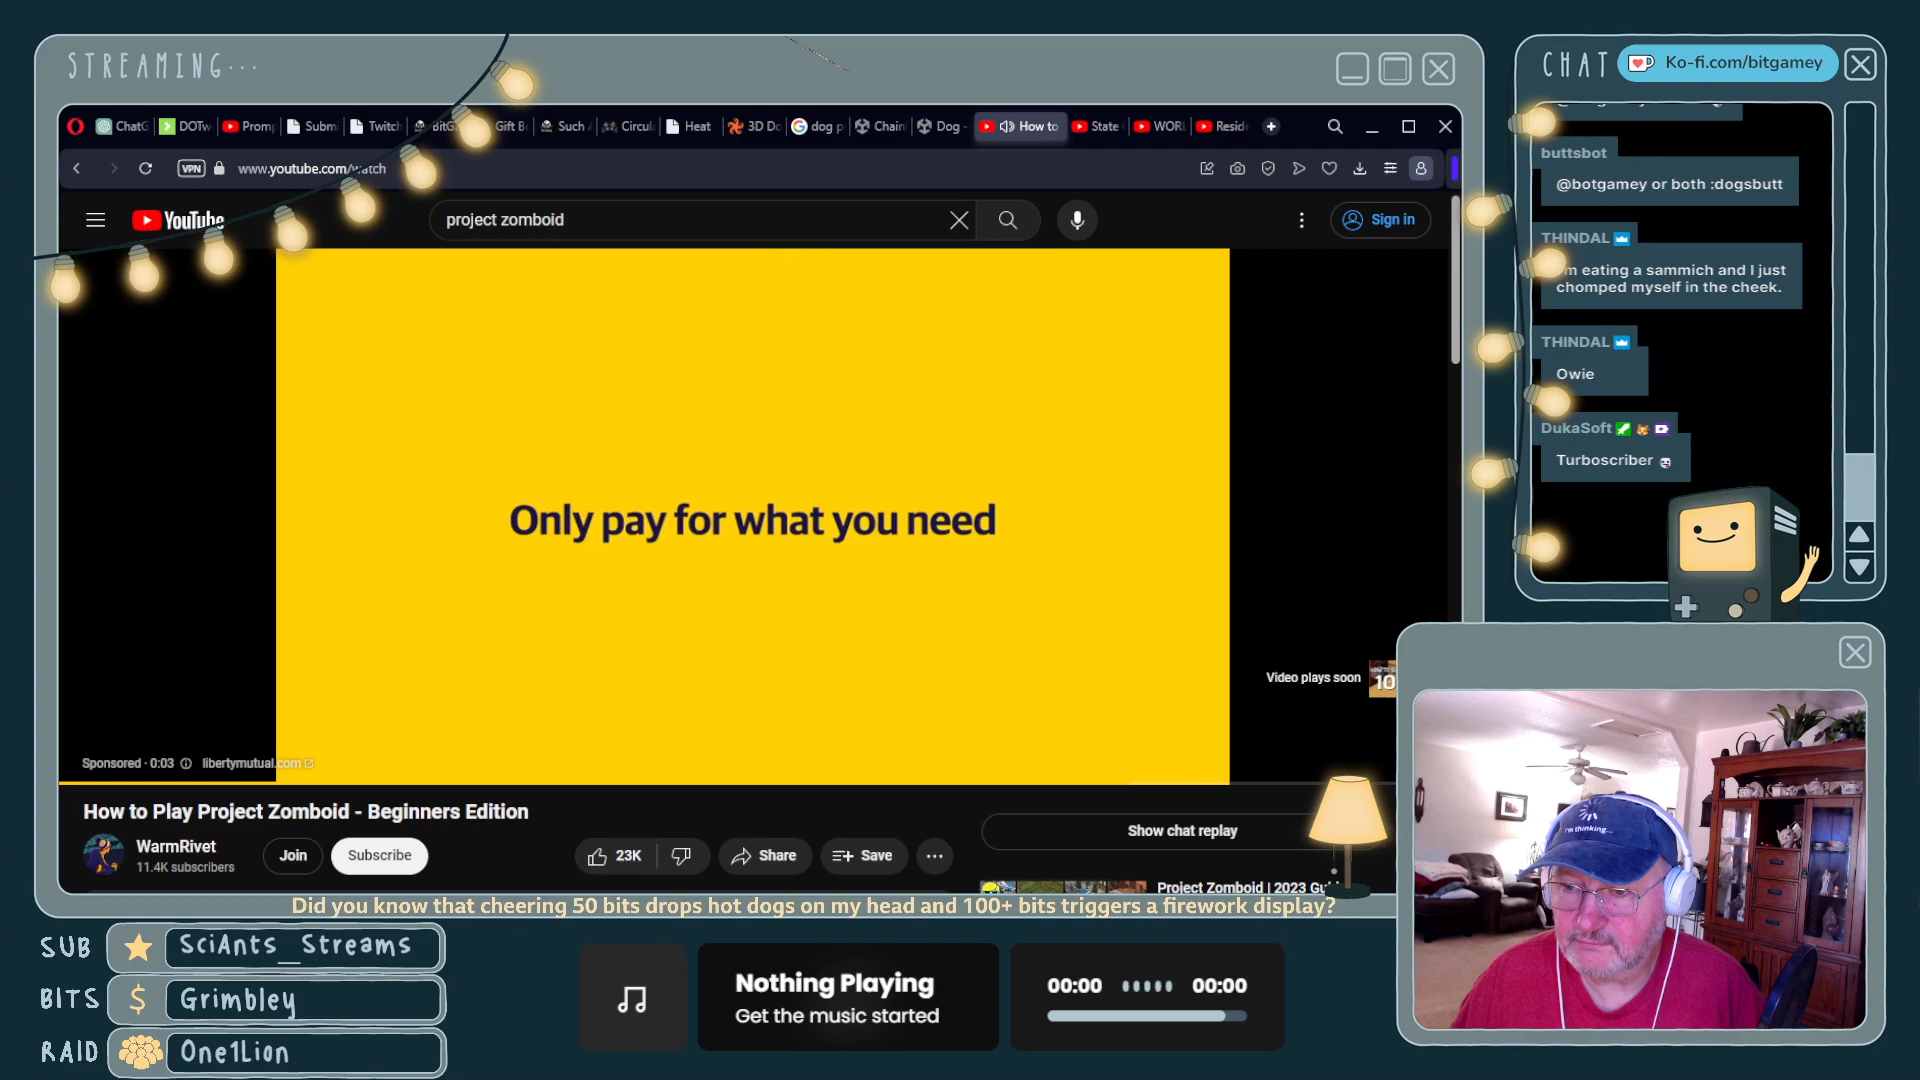 STREAMING...
CHAT
Ko-fi.com/bitgamey
ChatG
DOTw
Promp
Submi
Twitch
BitG
Gift B
Such
Circul
Heat
3D Do
dog p
Chain
Dog -
How to
State
WORL
Resid
VPN
www.youtube.com/watch
YouTube
project zomboid
Sign in
Only pay for what you need
Video plays soon
10
Sponsored · 0:03
libertymutual.com
How to Play Project Zomboid - Beginners Edition
WarmRivet
11.4K subscribers
Join
Subscribe
23K
Share
Save
Show chat replay
Project Zomboid | 2023 Gui
buttsbot
@botgamey or both :dogsbutt
THINDAL
m eating a sammich and I just
chomped myself in the cheek.
THINDAL
Owie
DukaSoft
Turboscriber
I'm thinking...
Did you know that cheering 50 bits drops hot dogs on my head and 100+ bits triggers a firework display?
SUB
SciAnts_Streams
BITS
$
Grimbley
RAID
One1Lion
Nothing Playing
Get the music started
00:00
00:00